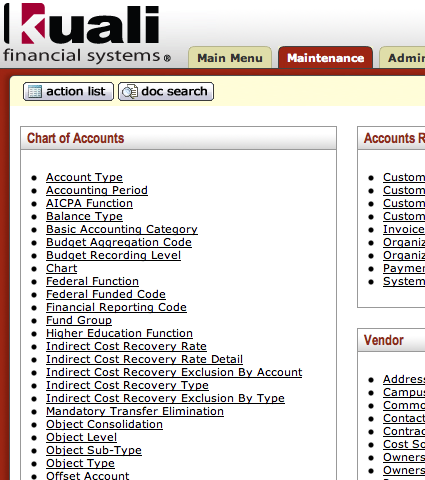 kuali
financial systems ®
Main Menu
Maintenance
action list
doc search
Chart of Accounts
Account Type
Accounting Period
AICPA Function
Balance Type
Basic Accounting Category
Budget Aggregation Code
Budget Recording Level
Chart
Federal Function
Federal Funded Code
Financial Reporting Code
Fund Group
Higher Education Function
Indirect Cost Recovery Rate
Indirect Cost Recovery Rate Detail
Indirect Cost Recovery Exclusion By Account
Indirect Cost Recovery Type
Indirect Cost Recovery Exclusion By Type
Mandatory Transfer Elimination
Object Consolidation
Object Level
Object Sub-Type
Object Type
Offset Account
Accounts R
Custom
Custom
Custom
Custom
Invoice
Organiz
Organiz
Paymen
System
Vendor
Addres
Campus
Commo
Contact
Contrac
Cost So
Owners
Owners